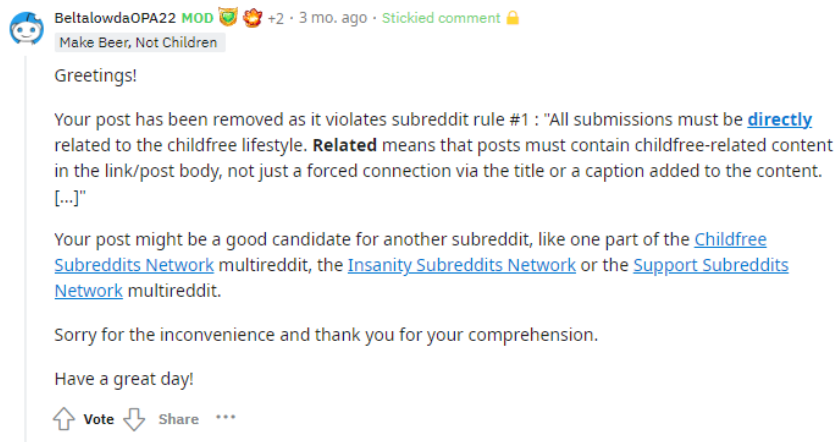 BeltalowdaOPA22 MOD +2 · 3 mo. ago · Stickied comment
Make Beer, Not Children
Greetings!
Your post has been removed as it violates subreddit rule #1 : "All submissions must be directly
related to the childfree lifestyle. Related means that posts must contain childfree-related content
in the link/post body, not just a forced connection via the title or a caption added to the content.
[...]"
Your post might be a good candidate for another subreddit, like one part of the Childfree
Subreddits Network multireddit, the Insanity Subreddits Network or the Support Subreddits
Network multireddit.
Sorry for the inconvenience and thank you for your comprehension.
Have a great day!
Vote Share ···